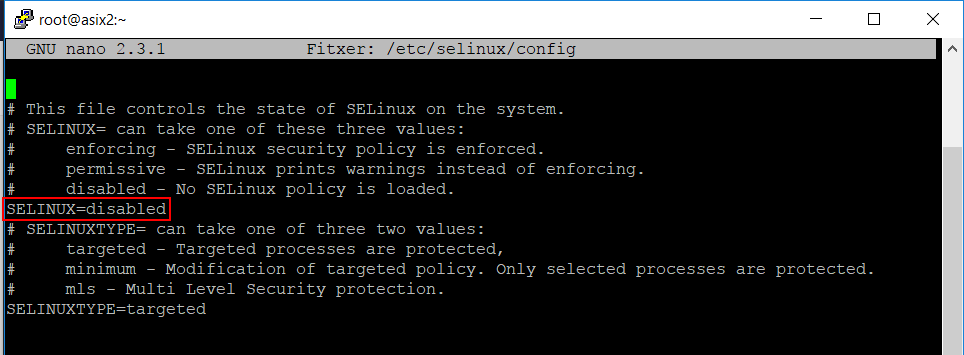 root@asix2:~
GNU nano 2.3.1 Fitxer: /etc/selinux/config
# This file controls the state of SELinux on the system.
# SELINUX= can take one of these three values:
#     enforcing - SELinux security policy is enforced.
#     permissive - SELinux prints warnings instead of enforcing.
#     disabled - No SELinux policy is loaded.
SELINUX=disabled
# SELINUXTYPE= can take one of three two values:
#     targeted - Targeted processes are protected,
#     minimum - Modification of targeted policy. Only selected processes are protected.
#     mls - Multi Level Security protection.
SELINUXTYPE=targeted